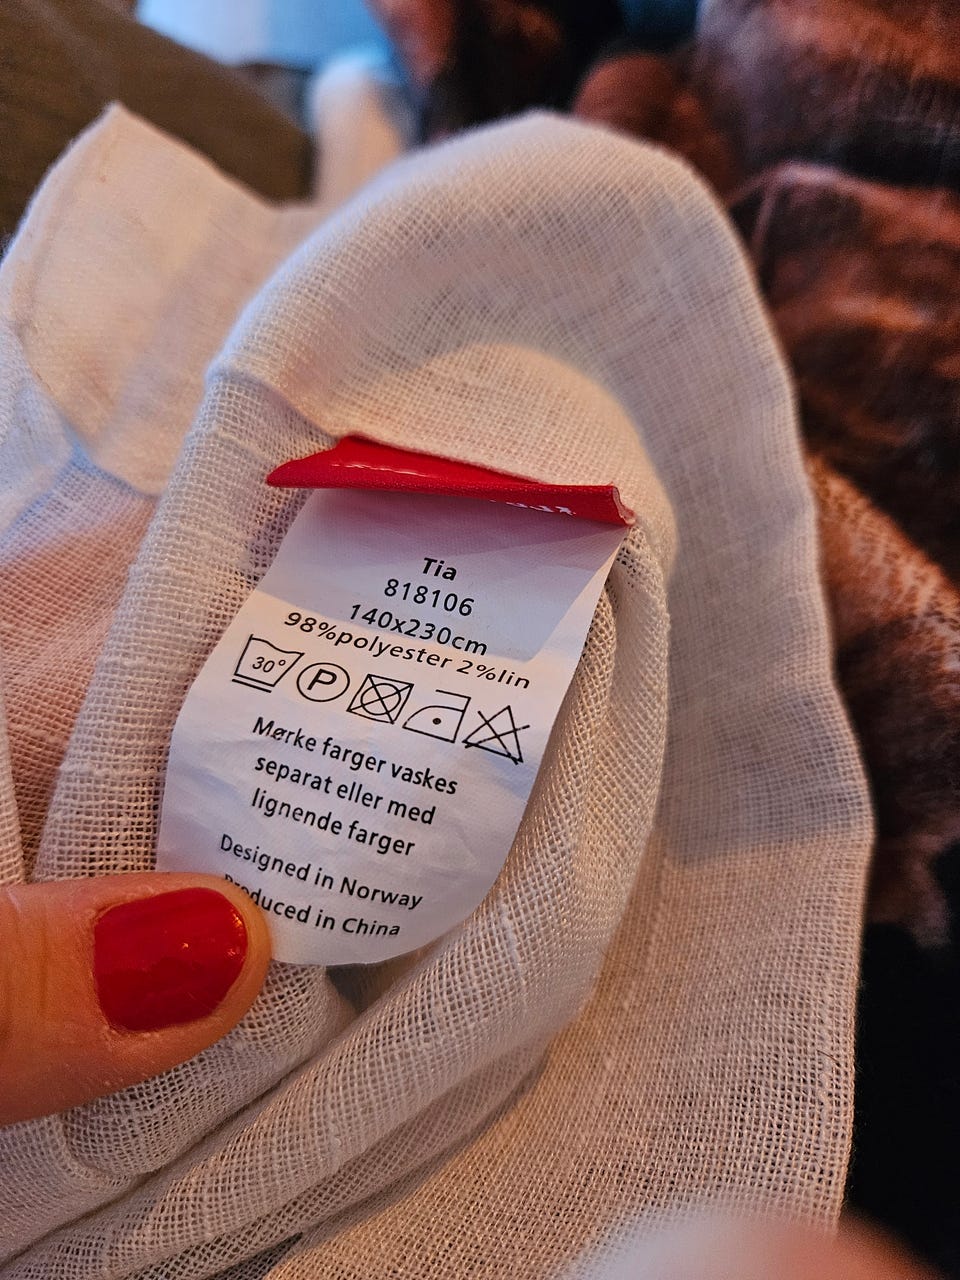 Tia
818106
140x230cm
98%polyester 2%lin
30° P
Mørke farger vaskes
separat eller med
lignende farger
Designed in Norway
Produced in China